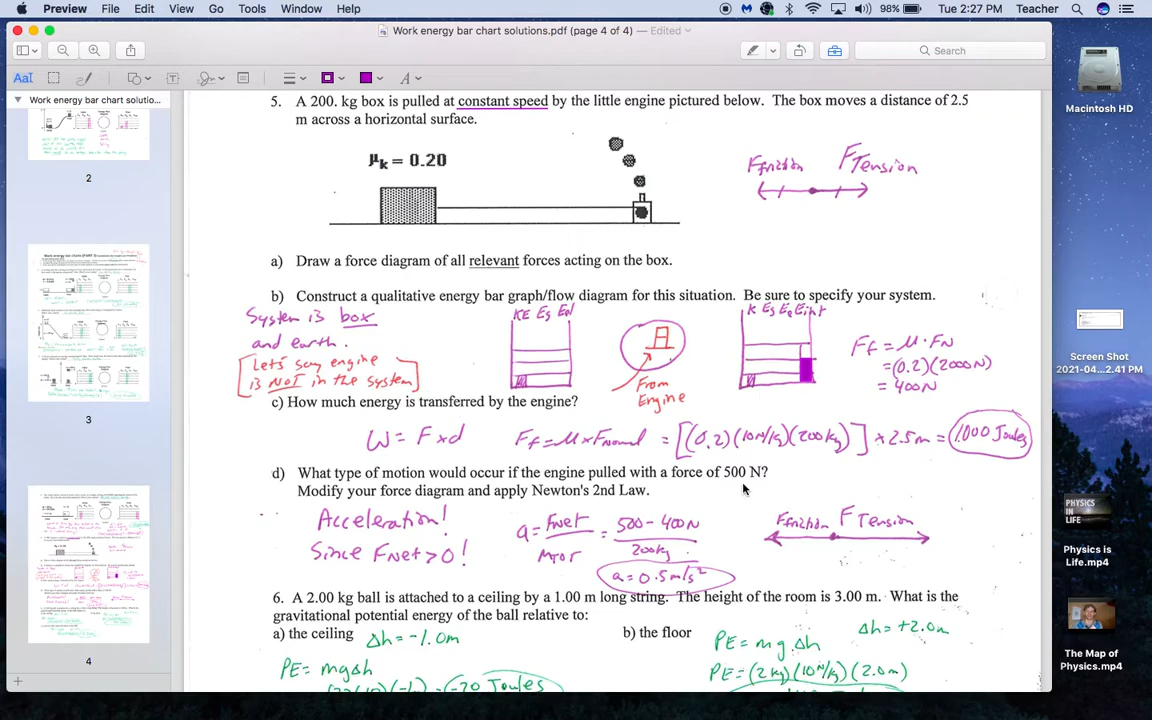 Preview File Edit View Go Tools Window Help
98% Tue 2:27 PM Teacher
Work energy bar chart solutions.pdf (page 4 of 4) — Edited
Search
Work energy bar chart solutio...
2
3
4
5. A 200. kg box is pulled at constant speed by the little engine pictured below. The box moves a distance of 2.5
m across a horizontal surface.
μk = 0.20
Ffriction FTension
a) Draw a force diagram of all relevant forces acting on the box.
b) Construct a qualitative energy bar graph/flow diagram for this situation. Be sure to specify your system.
System is box
and earth.
[Let's say engine
is NOT in the system]
KE Es Eg
From
Engine
K Es Eg Eint
Ff = μ·FN
=(0.2)(2000N)
= 400N
c) How much energy is transferred by the engine?
W = F×d Ff = μ×FNormal = [(0.2)(10N/kg)(200kg)] × 2.5m = 1000 Joules
d) What type of motion would occur if the engine pulled with a force of 500 N?
Modify your force diagram and apply Newton's 2nd Law.
Acceleration!
Since Fnet > 0!
a = Fnet = 500 - 400N
MTOT 200kg
a = 0.5m/s²
Ffriction FTension
6. A 2.00 kg ball is attached to a ceiling by a 1.00 m long string. The height of the room is 3.00 m. What is the
gravitational potential energy of the ball relative to:
a) the ceiling Δh = -1.0m
b) the floor Δh = +2.0m
PE = mgΔh
-20 Joules
PE = mgΔh
PE = (2kg)(10N/kg)(2.0m)
Macintosh HD
Screen Shot
2021-04...2.41 PM
PHYSICS
IN
LIFE
Physics is
Life.mp4
The Map of
Physics.mp4